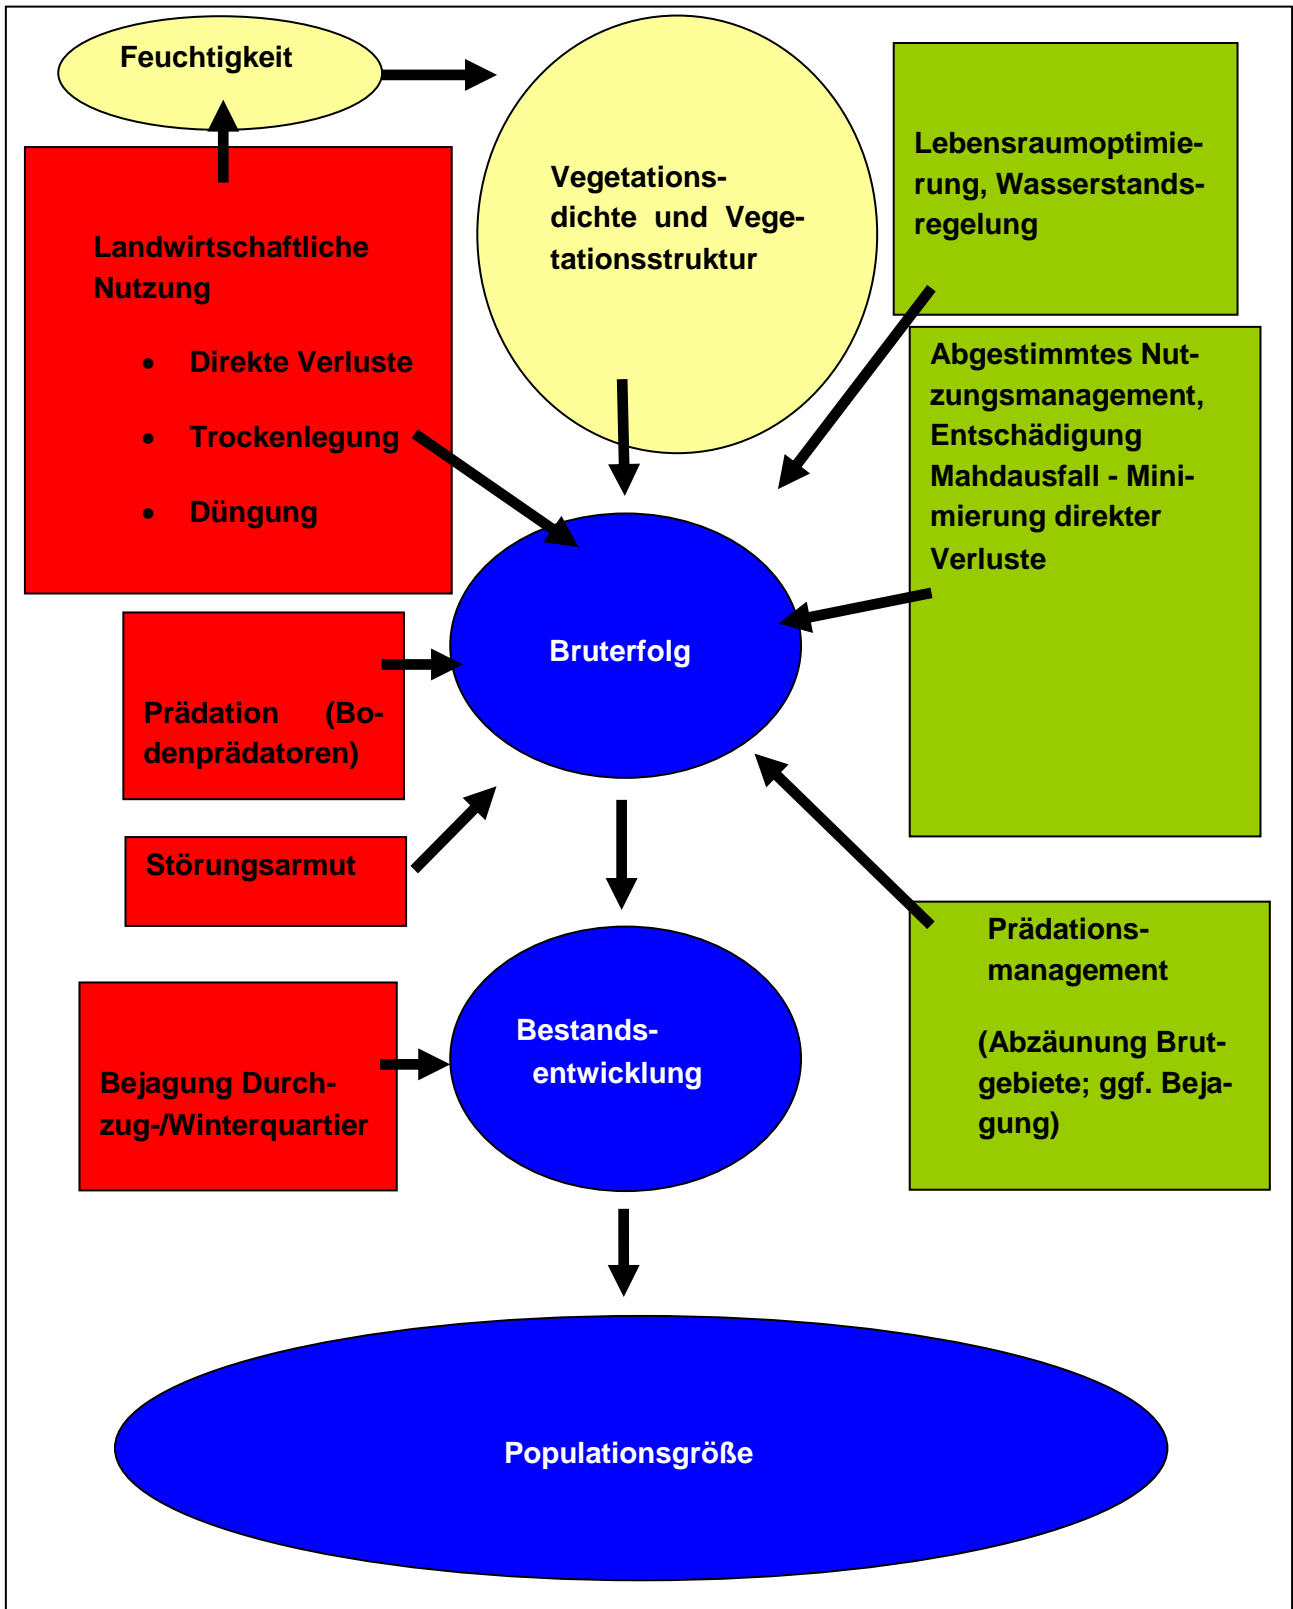 Feuchtigkeit
Vegetations-
dichte und Vege-
tationsstruktur
Lebensraumoptimie-
rung, Wasserstands-
regelung
Landwirtschaftliche
Nutzung
• Direkte Verluste
• Trockenlegung
• Düngung
Abgestimmtes Nut-
zungsmanagement,
Entschädigung
Mahdausfall - Mini-
mierung direkter
Verluste
Bruterfolg
Prädation (Bo-
denprädatoren)
Störungsarmut
Prädations-
management
(Abzäunung Brut-
gebiete; ggf. Beja-
gung)
Bestands-
entwicklung
Bejagung Durch-
zug-/Winterquartier
Populationsgröße